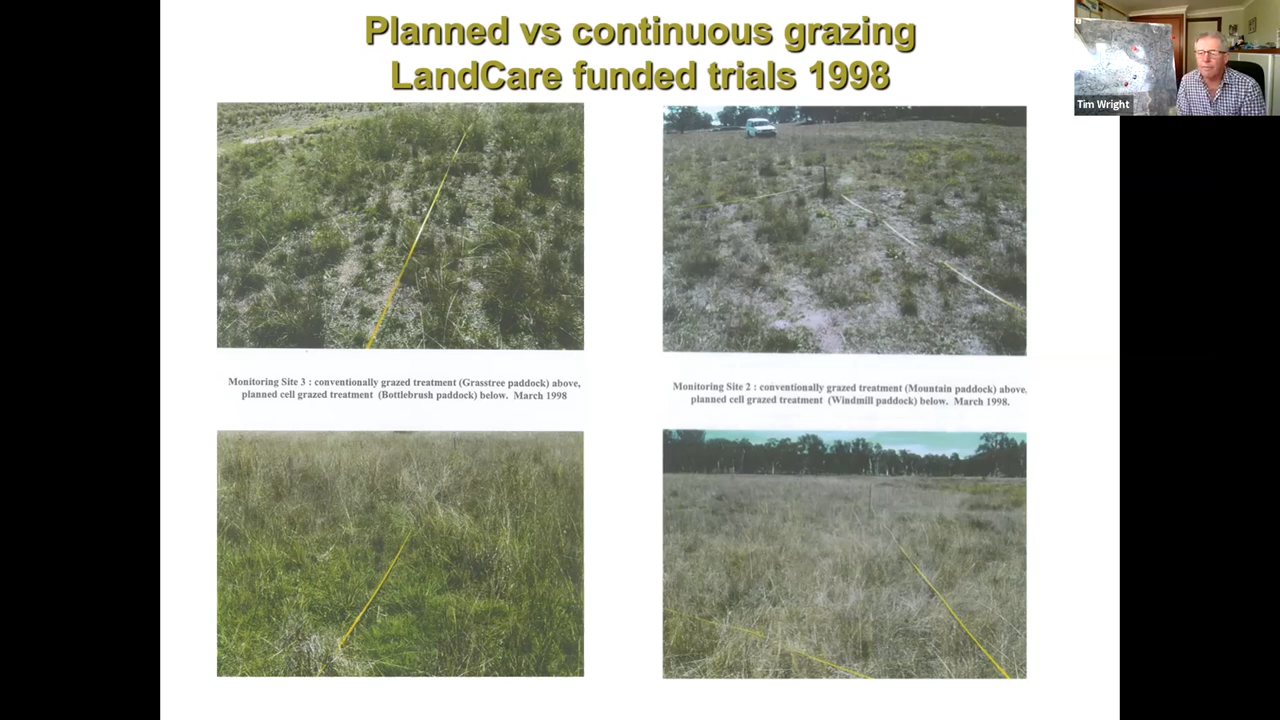 Planned vs continuous grazing
LandCare funded trials 1998
Tim Wright
Monitoring Site 3 : conventionally grazed treatment (Grasstree paddock) above,
planned cell grazed treatment (Bottlebrush paddock) below. March 1998
Monitoring Site 2 : conventionally grazed treatment (Mountain paddock) above.
planned cell grazed treatment (Windmill paddock) below. March 1998.